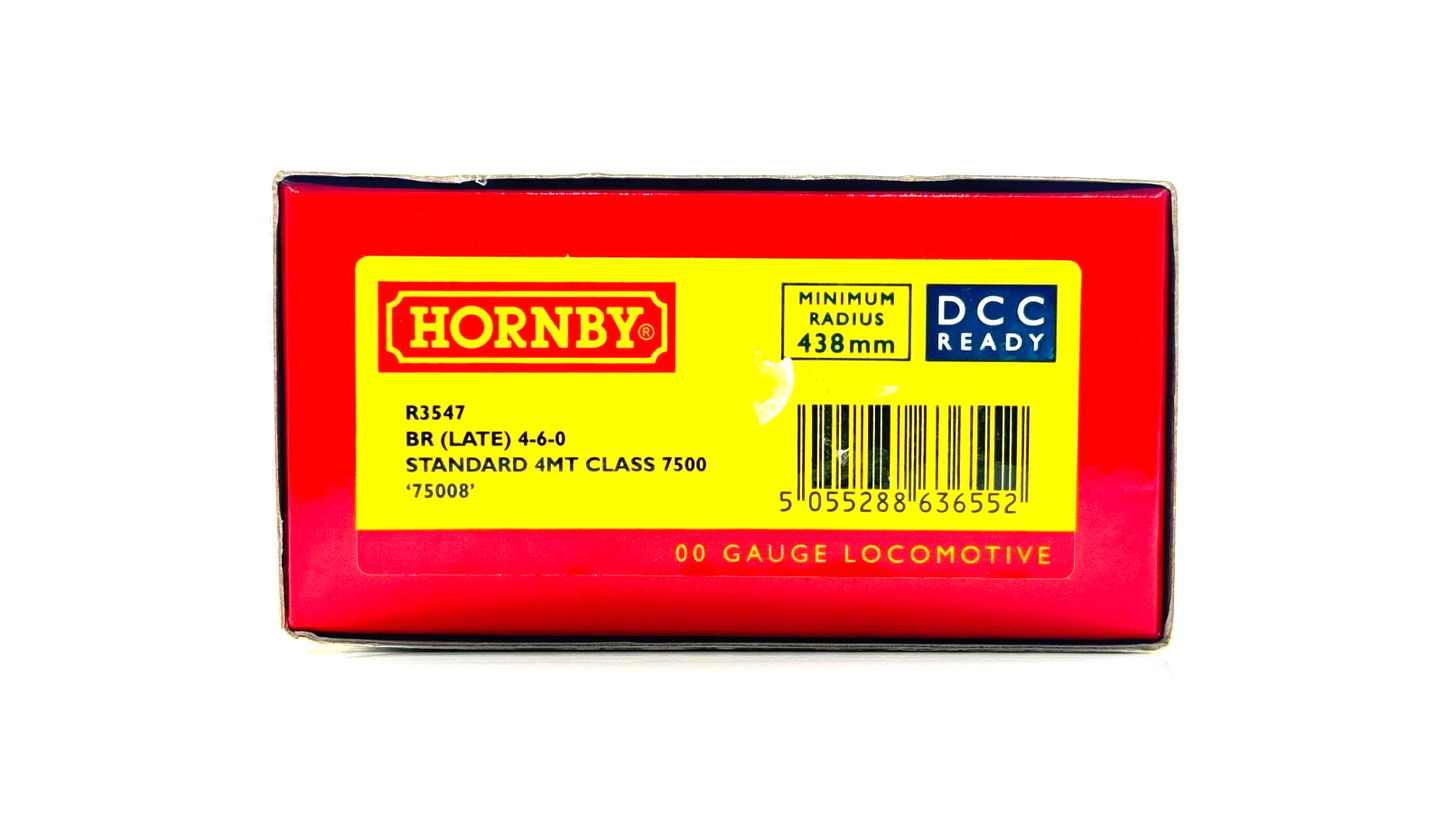 HORNBY®
MINIMUM
RADIUS
438mm
DCC
READY
R3547
BR (LATE) 4-6-0
STANDARD 4MT CLASS 7500
‘75008’
5 055288 636552
00 GAUGE LOCOMOTIVE